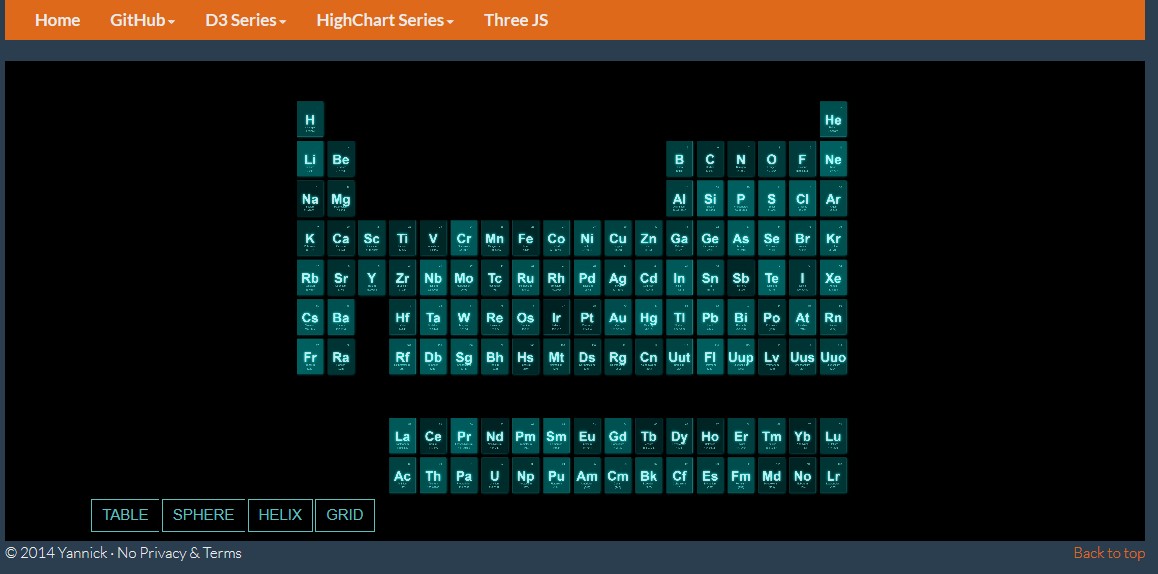 Home GitHub D3 Series HighChart Series Three JS
H He
Li Be B C N O F Ne
Na Mg Al Si P S Cl Ar
K Ca Sc Ti V Cr Mn Fe Co Ni Cu Zn Ga Ge As Se Br Kr
Rb Sr Y Zr Nb Mo Tc Ru Rh Pd Ag Cd In Sn Sb Te I Xe
Cs Ba Hf Ta W Re Os Ir Pt Au Hg Tl Pb Bi Po At Rn
Fr Ra Rf Db Sg Bh Hs Mt Ds Rg Cn Uut Fl Uup Lv Uus Uuo
La Ce Pr Nd Pm Sm Eu Gd Tb Dy Ho Er Tm Yb Lu
Ac Th Pa U Np Pu Am Cm Bk Cf Es Fm Md No Lr
TABLE SPHERE HELIX GRID
© 2014 Yannick · No Privacy & Terms Back to top